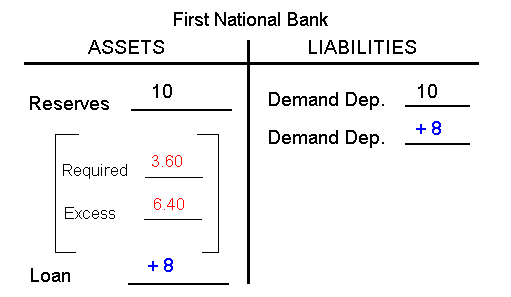 First National Bank
ASSETS LIABILITIES
Reserves 10 Demand Dep. 10
Demand Dep. + 8
Required 3.60
Excess 6.40
Loan + 8